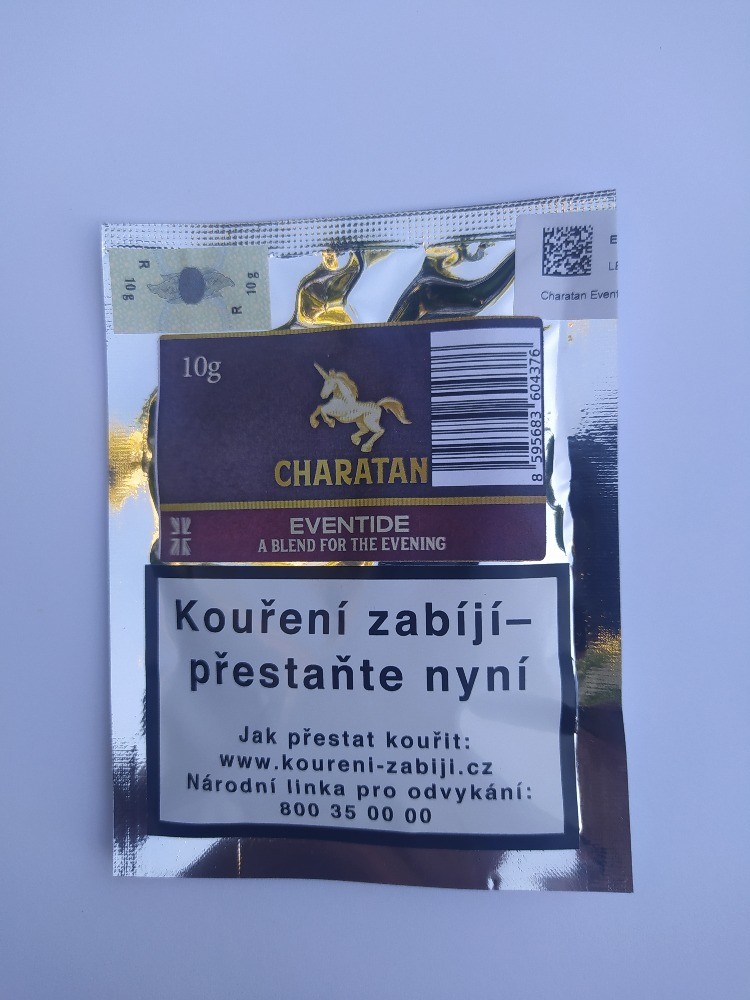 R
10g
R
10g
Charatan
10g
8 595683 604376
CHARATAN
EVENTIDE
A BLEND FOR THE EVENING
Kouření zabíjí–
přestaňte nyní
Jak přestat kouřit:
www.koureni-zabiji.cz
Národní linka pro odvykání:
800 35 00 00